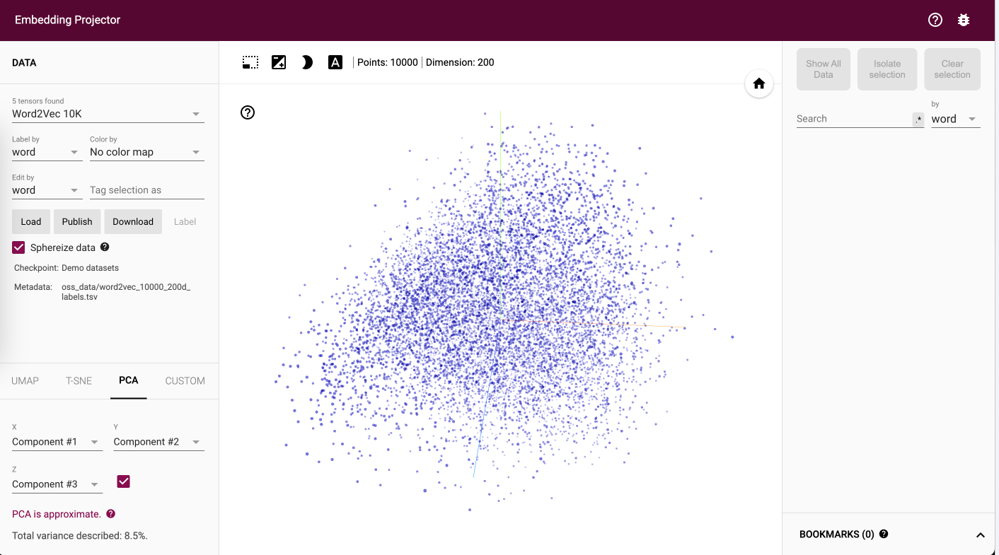 Embedding Projector
DATA
5 tensors found
Word2Vec 10K
Label by
Color by
word
No color map
Edit by
word
Tag selection as
Load
Publish
Download
Label
Sphereize data
Checkpoint: Demo datasets
Metadata: oss_data/word2vec_10000_200d_
labels.tsv
UMAP
T-SNE
PCA
CUSTOM
X
Y
Component #1
Component #2
Z
Component #3
PCA is approximate.
Total variance described: 8.5%.
A
Points: 10000
Dimension: 200
Show All
Data
Isolate
selection
Clear
selection
by
Search
.*
word
BOOKMARKS (0)